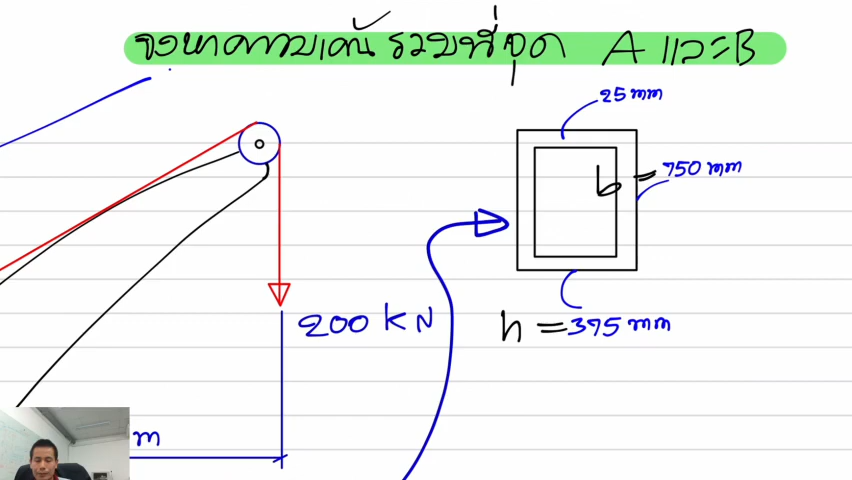 จงหาความเค้นรวมที่จุด A และB
25 mm
b = 750 mm
200 kN
h = 375 mm
m